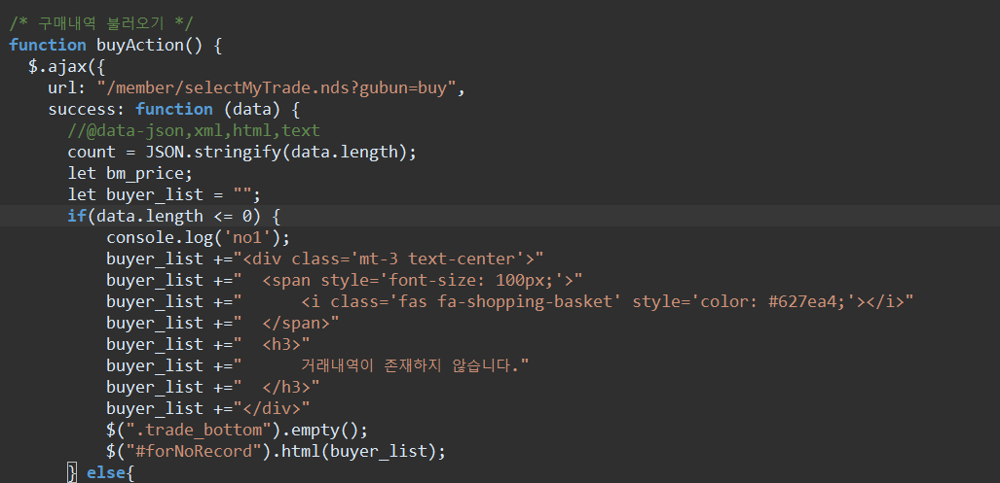 /* 구매내역 불러오기 */
function buyAction() {
  $.ajax({
    url: "/member/selectMyTrade.nds?gubun=buy",
    success: function (data) {
      //@data-json,xml,html,text
      count = JSON.stringify(data.length);
      let bm_price;
      let buyer_list = "";
      if(data.length <= 0) {
          console.log('no1');
          buyer_list +="<div class='mt-3 text-center'>"
          buyer_list +="  <span style='font-size: 100px;'>"
          buyer_list +="      <i class='fas fa-shopping-basket' style='color: #627ea4;'></i>"
          buyer_list +="  </span>"
          buyer_list +="  <h3>"
          buyer_list +="      거래내역이 존재하지 않습니다."
          buyer_list +="  </h3>"
          buyer_list +="</div>"
          $(".trade_bottom").empty();
          $("#forNoRecord").html(buyer_list);
      } else{